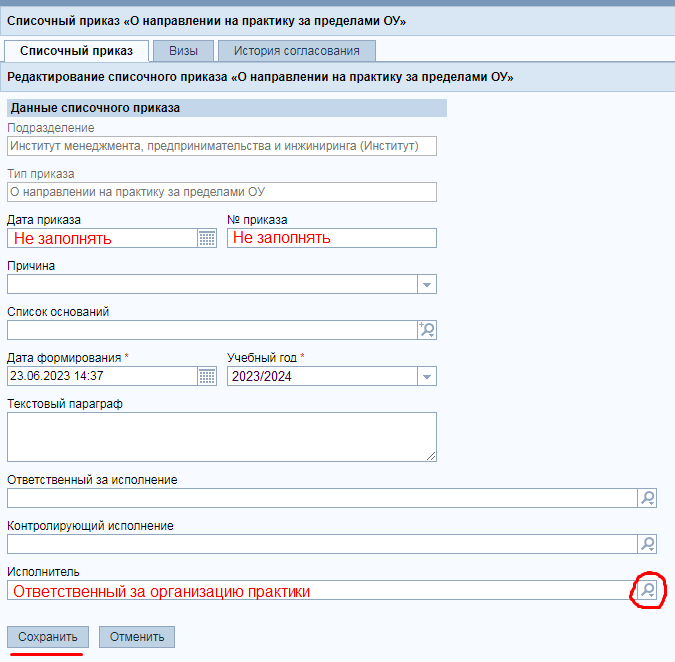 Списочный приказ «О направлении на практику за пределами ОУ»
Списочный приказ Визы История согласования
Редактирование списочного приказа «О направлении на практику за пределами ОУ»
Данные списочного приказа
Подразделение
Институт менеджмента, предпринимательства и инжиниринга (Институт)
Тип приказа
О направлении на практику за пределами ОУ
Дата приказа № приказа
Не заполнять Не заполнять
Причина
Список оснований
Дата формирования * Учебный год *
23.06.2023 14:37 2023/2024
Текстовый параграф
Ответственный за исполнение
Контролирующий исполнение
Исполнитель
Ответственный за организацию практики
Сохранить Отменить